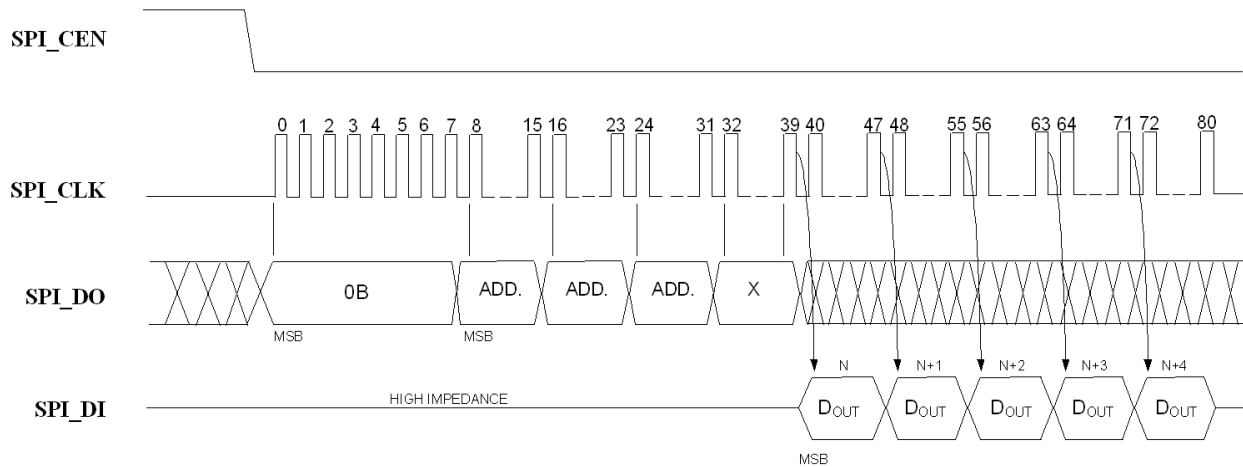 SPI_CEN
0 1 2 3 4 5 6 7 8 15 16 23 24 31 32 39 40 47 48 55 56 63 64 71 72 80
SPI_CLK
SPI_DO
0B ADD. ADD. ADD. X
MSB MSB
N N+1 N+2 N+3 N+4
SPI_DI
HIGH IMPEDANCE
DOUT DOUT DOUT DOUT DOUT
MSB